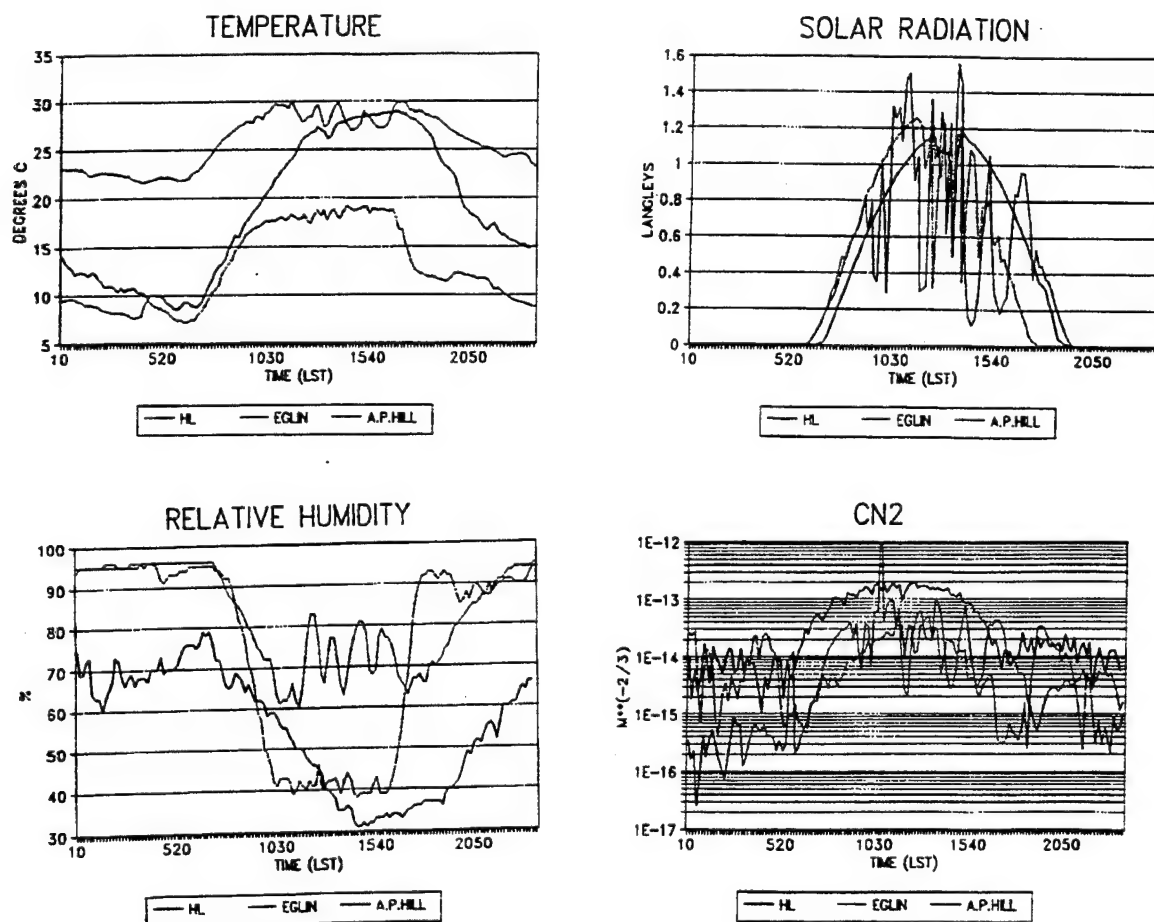 TEMPERATURE
35
30
25
20
15
10
5
DEGREES C
10 520 1030 1540 2050
TIME (LST)
HL EGLIN A.P.HILL
SOLAR RADIATION
1.6
1.4
1.2
1
0.8
0.6
0.4
0.2
0
LANGLEYS
10 520 1030 1540 2050
TIME (LST)
HL EGLIN A.P.HILL
RELATIVE HUMIDITY
100
90
80
70
60
50
40
30
%
10 520 1030 1540 2050
TIME (LST)
HL EGLIN A.P.HILL
CN2
1E-12
1E-13
1E-14
1E-15
1E-16
1E-17
M**(-2/3)
10 520 1030 1540 2050
TIME (LST)
HL EGLIN A.P.HILL